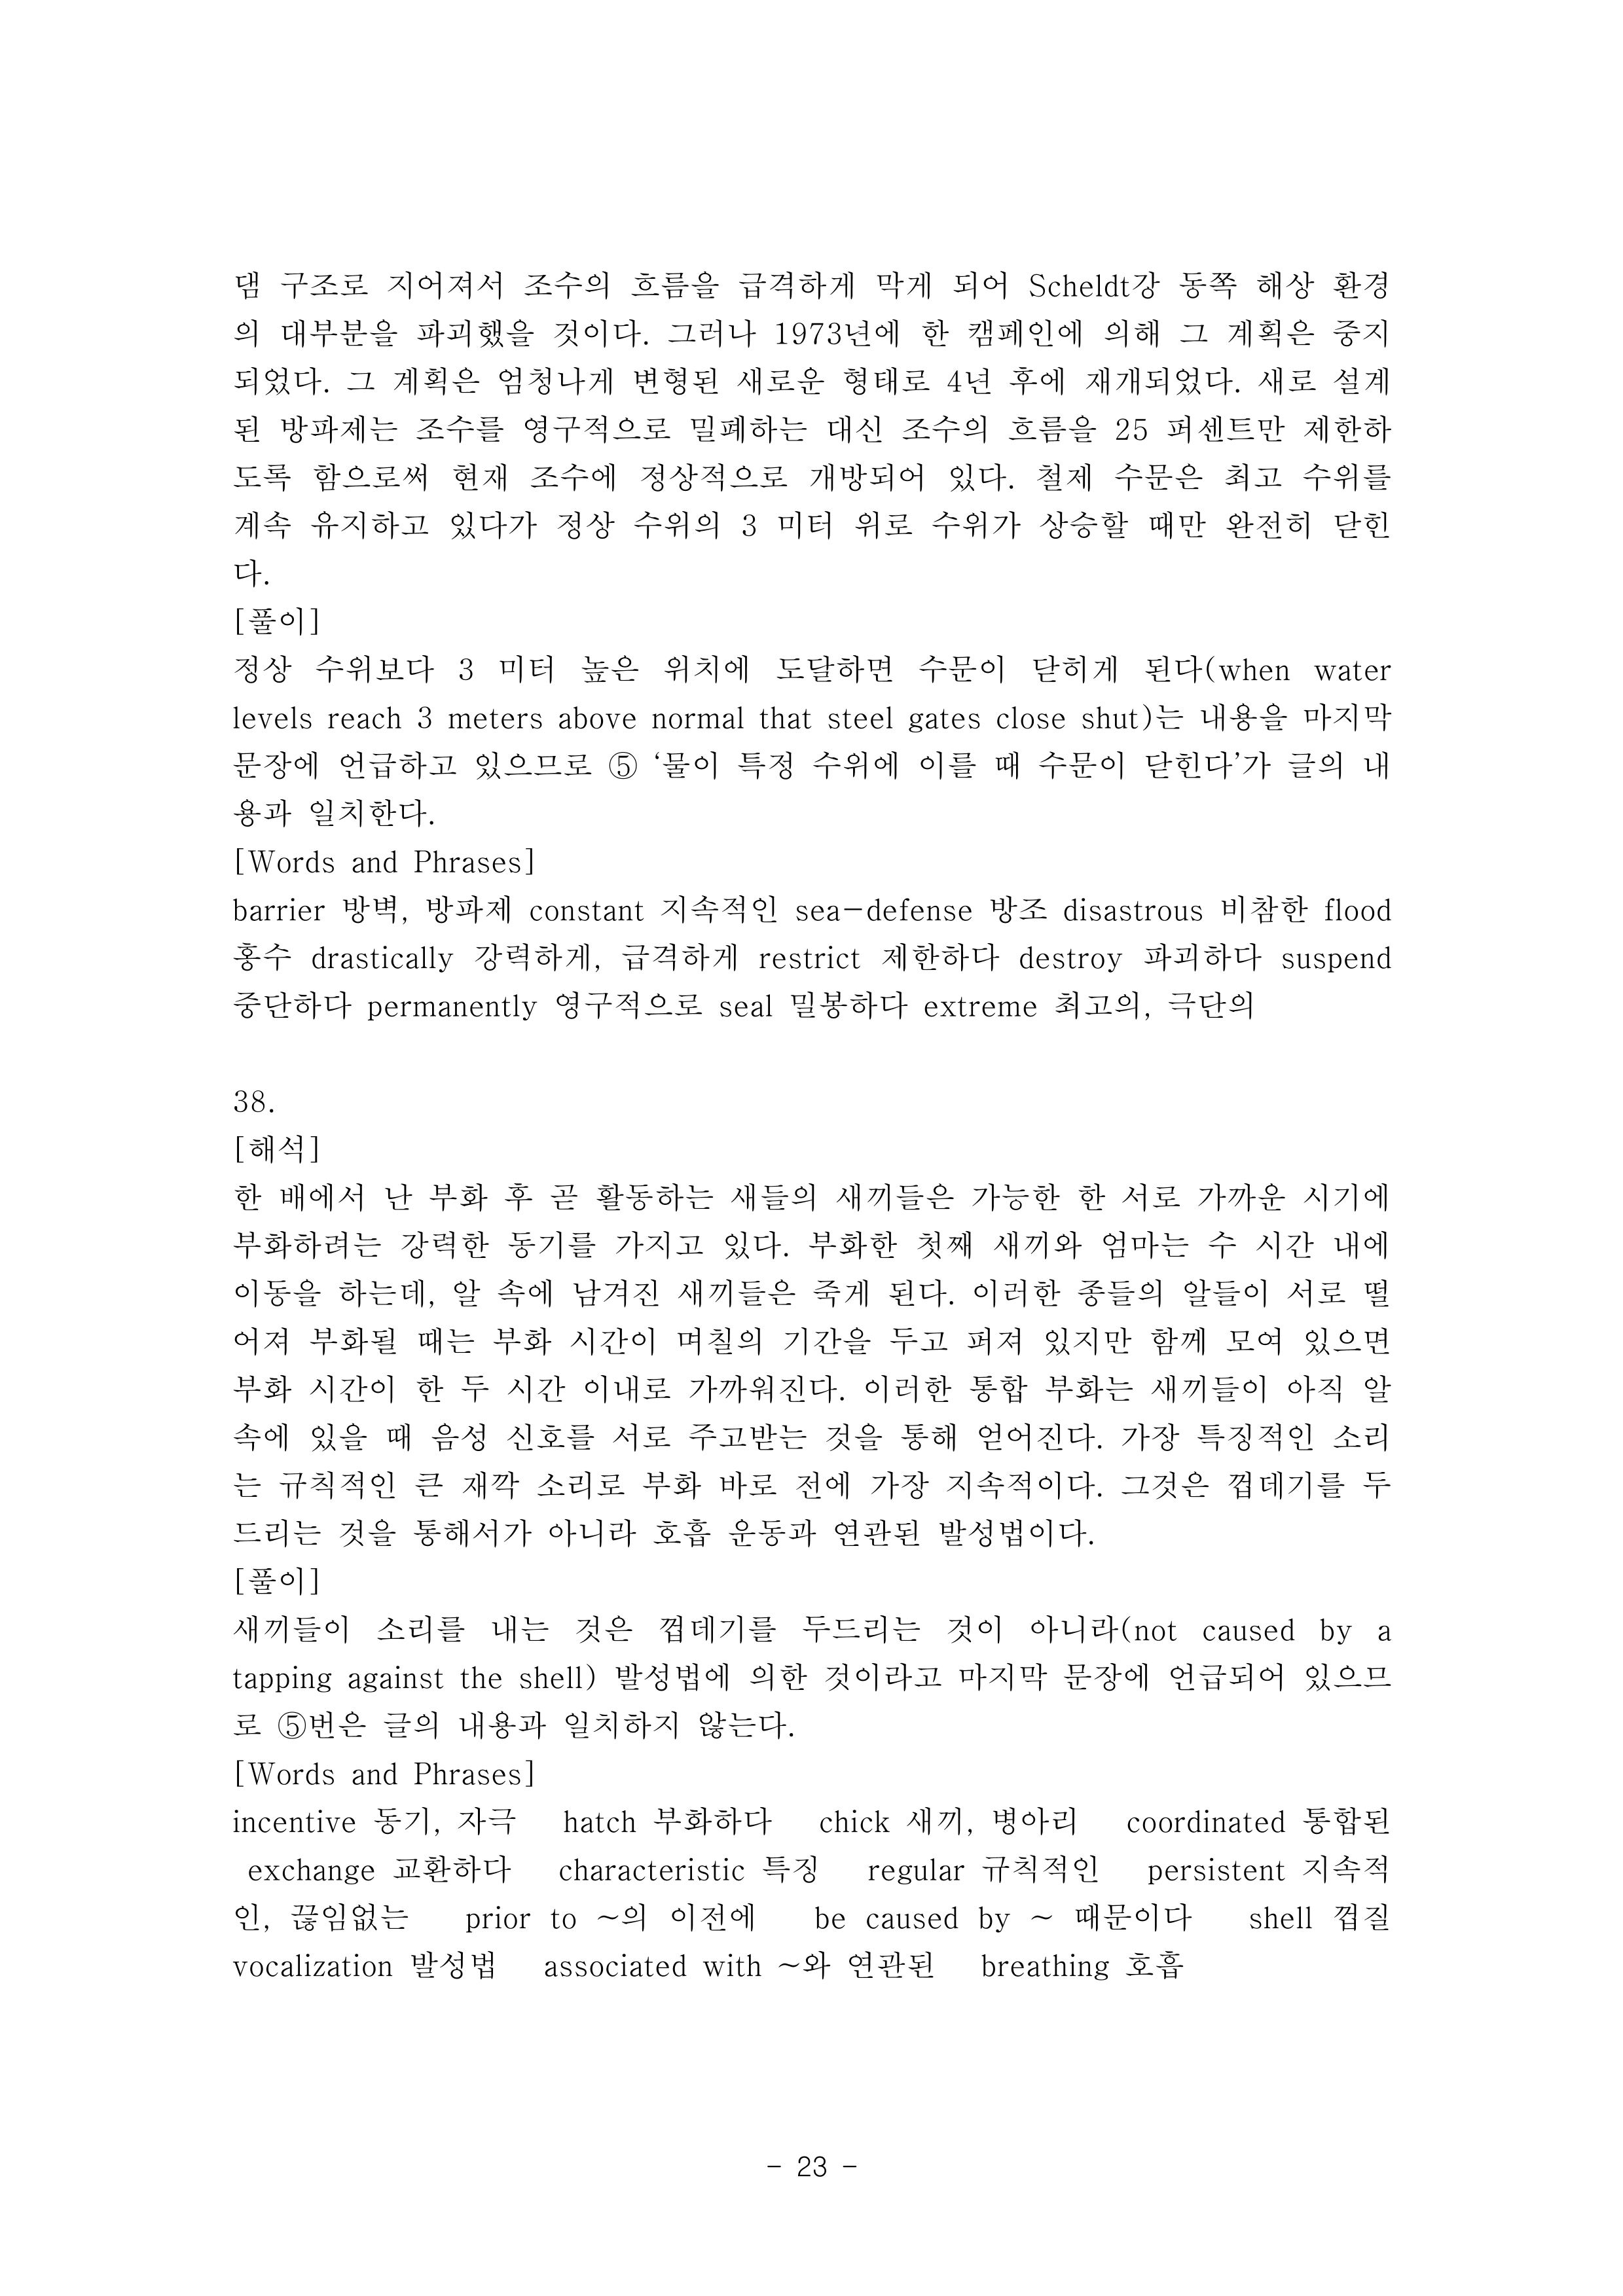 댐 구조로 지어져서 조수의 흐름을 급격하게 막게 되어 Scheldt강 동쪽 해상 환경
의 대부분을 파괴했을 것이다. 그러나 1973년에 한 캠페인에 의해 그 계획은 중지
되었다. 그 계획은 엄청나게 변형된 새로운 형태로 4년 후에 재개되었다. 새로 설계
된 방파제는 조수를 영구적으로 밀폐하는 대신 조수의 흐름을 25 퍼센트만 제한하
도록 함으로써 현재 조수에 정상적으로 개방되어 있다. 철제 수문은 최고 수위를
계속 유지하고 있다가 정상 수위의 3 미터 위로 수위가 상승할 때만 완전히 닫힌
다.
[풀이]
정상 수위보다 3 미터 높은 위치에 도달하면 수문이 닫히게 된다(when water
levels reach 3 meters above normal that steel gates close shut)는 내용을 마지막
문장에 언급하고 있으므로 ⑤ ‘물이 특정 수위에 이를 때 수문이 닫힌다’가 글의 내
용과 일치한다.
[Words and Phrases]
barrier 방벽, 방파제 constant 지속적인 sea-defense 방조 disastrous 비참한 flood
홍수 drastically 강력하게, 급격하게 restrict 제한하다 destroy 파괴하다 suspend
중단하다 permanently 영구적으로 seal 밀봉하다 extreme 최고의, 극단의
38.
[해석]
한 배에서 난 부화 후 곧 활동하는 새들의 새끼들은 가능한 한 서로 가까운 시기에
부화하려는 강력한 동기를 가지고 있다. 부화한 첫째 새끼와 엄마는 수 시간 내에
이동을 하는데, 알 속에 남겨진 새끼들은 죽게 된다. 이러한 종들의 알들이 서로 떨
어져 부화될 때는 부화 시간이 며칠의 기간을 두고 퍼져 있지만 함께 모여 있으면
부화 시간이 한 두 시간 이내로 가까워진다. 이러한 통합 부화는 새끼들이 아직 알
속에 있을 때 음성 신호를 서로 주고받는 것을 통해 얻어진다. 가장 특징적인 소리
는 규칙적인 큰 재깍 소리로 부화 바로 전에 가장 지속적이다. 그것은 껍데기를 두
드리는 것을 통해서가 아니라 호흡 운동과 연관된 발성법이다.
[풀이]
새끼들이 소리를 내는 것은 껍데기를 두드리는 것이 아니라(not caused by a
tapping against the shell) 발성법에 의한 것이라고 마지막 문장에 언급되어 있으므
로 ⑤번은 글의 내용과 일치하지 않는다.
[Words and Phrases]
incentive 동기, 자극 hatch 부화하다 chick 새끼, 병아리 coordinated 통합된
exchange 교환하다 characteristic 특징 regular 규칙적인 persistent 지속적
인, 끊임없는 prior to ~의 이전에 be caused by ~ 때문이다 shell 껍질
vocalization 발성법 associated with ~와 연관된 breathing 호흡
- 23 -